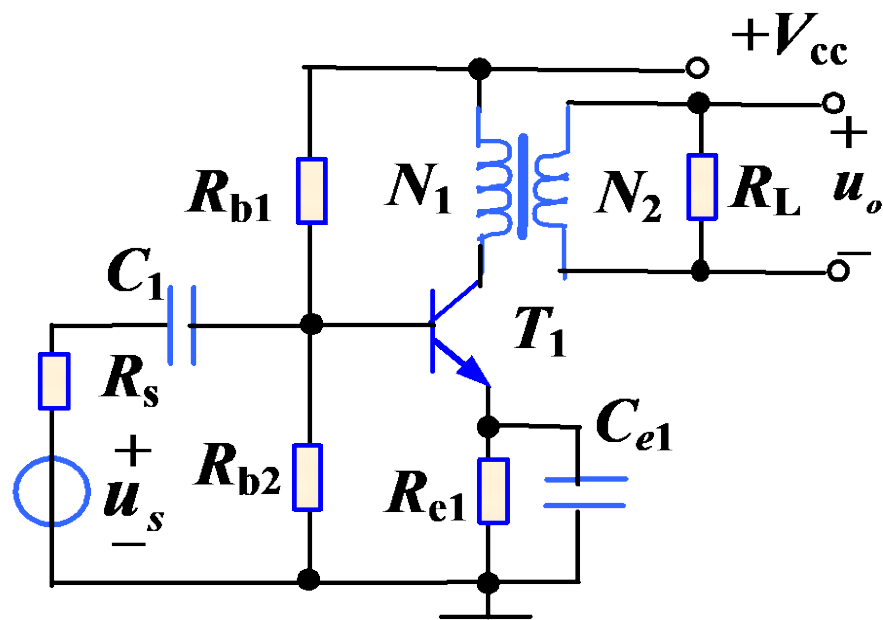 +Vcc
Rb1
N1
N2
RL
+
uo
−
C1
T1
Rs
Rb2
Re1
Ce1
+
us
−